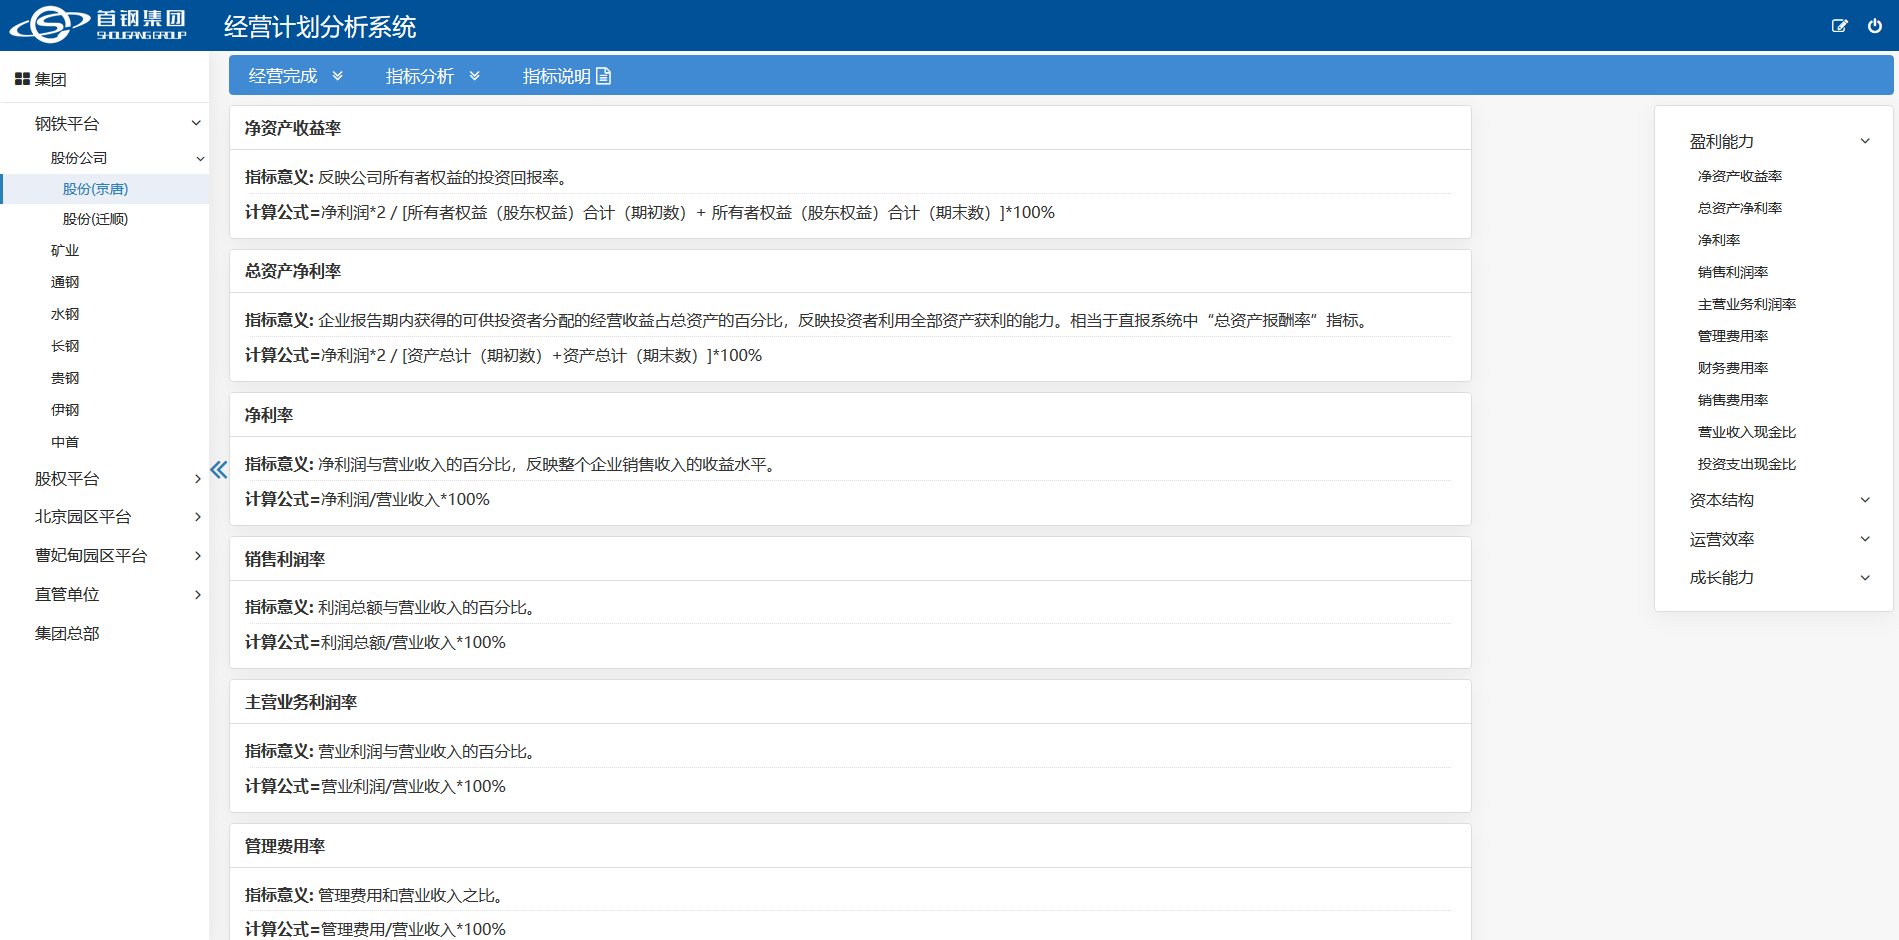 首钢集团
SHOUGANG GROUP
经营计划分析系统
集团
钢铁平台
股份公司
股份(京唐)
股份(迁顺)
矿业
通钢
水钢
长钢
贵钢
伊钢
中首
股权平台
北京园区平台
曹妃甸园区平台
直管单位
集团总部
经营完成
指标分析
指标说明
净资产收益率
指标意义: 反映公司所有者权益的投资回报率。
计算公式=净利润*2 / [所有者权益（股东权益）合计（期初数）+ 所有者权益（股东权益）合计（期末数）]*100%
总资产净利率
指标意义: 企业报告期内获得的可供投资者分配的经营收益占总资产的百分比，反映投资者利用全部资产获利的能力。相当于直报系统中“总资产报酬率”指标。
计算公式=净利润*2 / [资产总计（期初数）+资产总计（期末数）]*100%
净利率
指标意义: 净利润与营业收入的百分比，反映整个企业销售收入的收益水平。
计算公式=净利润/营业收入*100%
销售利润率
指标意义: 利润总额与营业收入的百分比。
计算公式=利润总额/营业收入*100%
主营业务利润率
指标意义: 营业利润与营业收入的百分比。
计算公式=营业利润/营业收入*100%
管理费用率
指标意义: 管理费用和营业收入之比。
计算公式=管理费用/营业收入*100%
盈利能力
净资产收益率
总资产净利率
净利率
销售利润率
主营业务利润率
管理费用率
财务费用率
销售费用率
营业收入现金比
投资支出现金比
资本结构
运营效率
成长能力